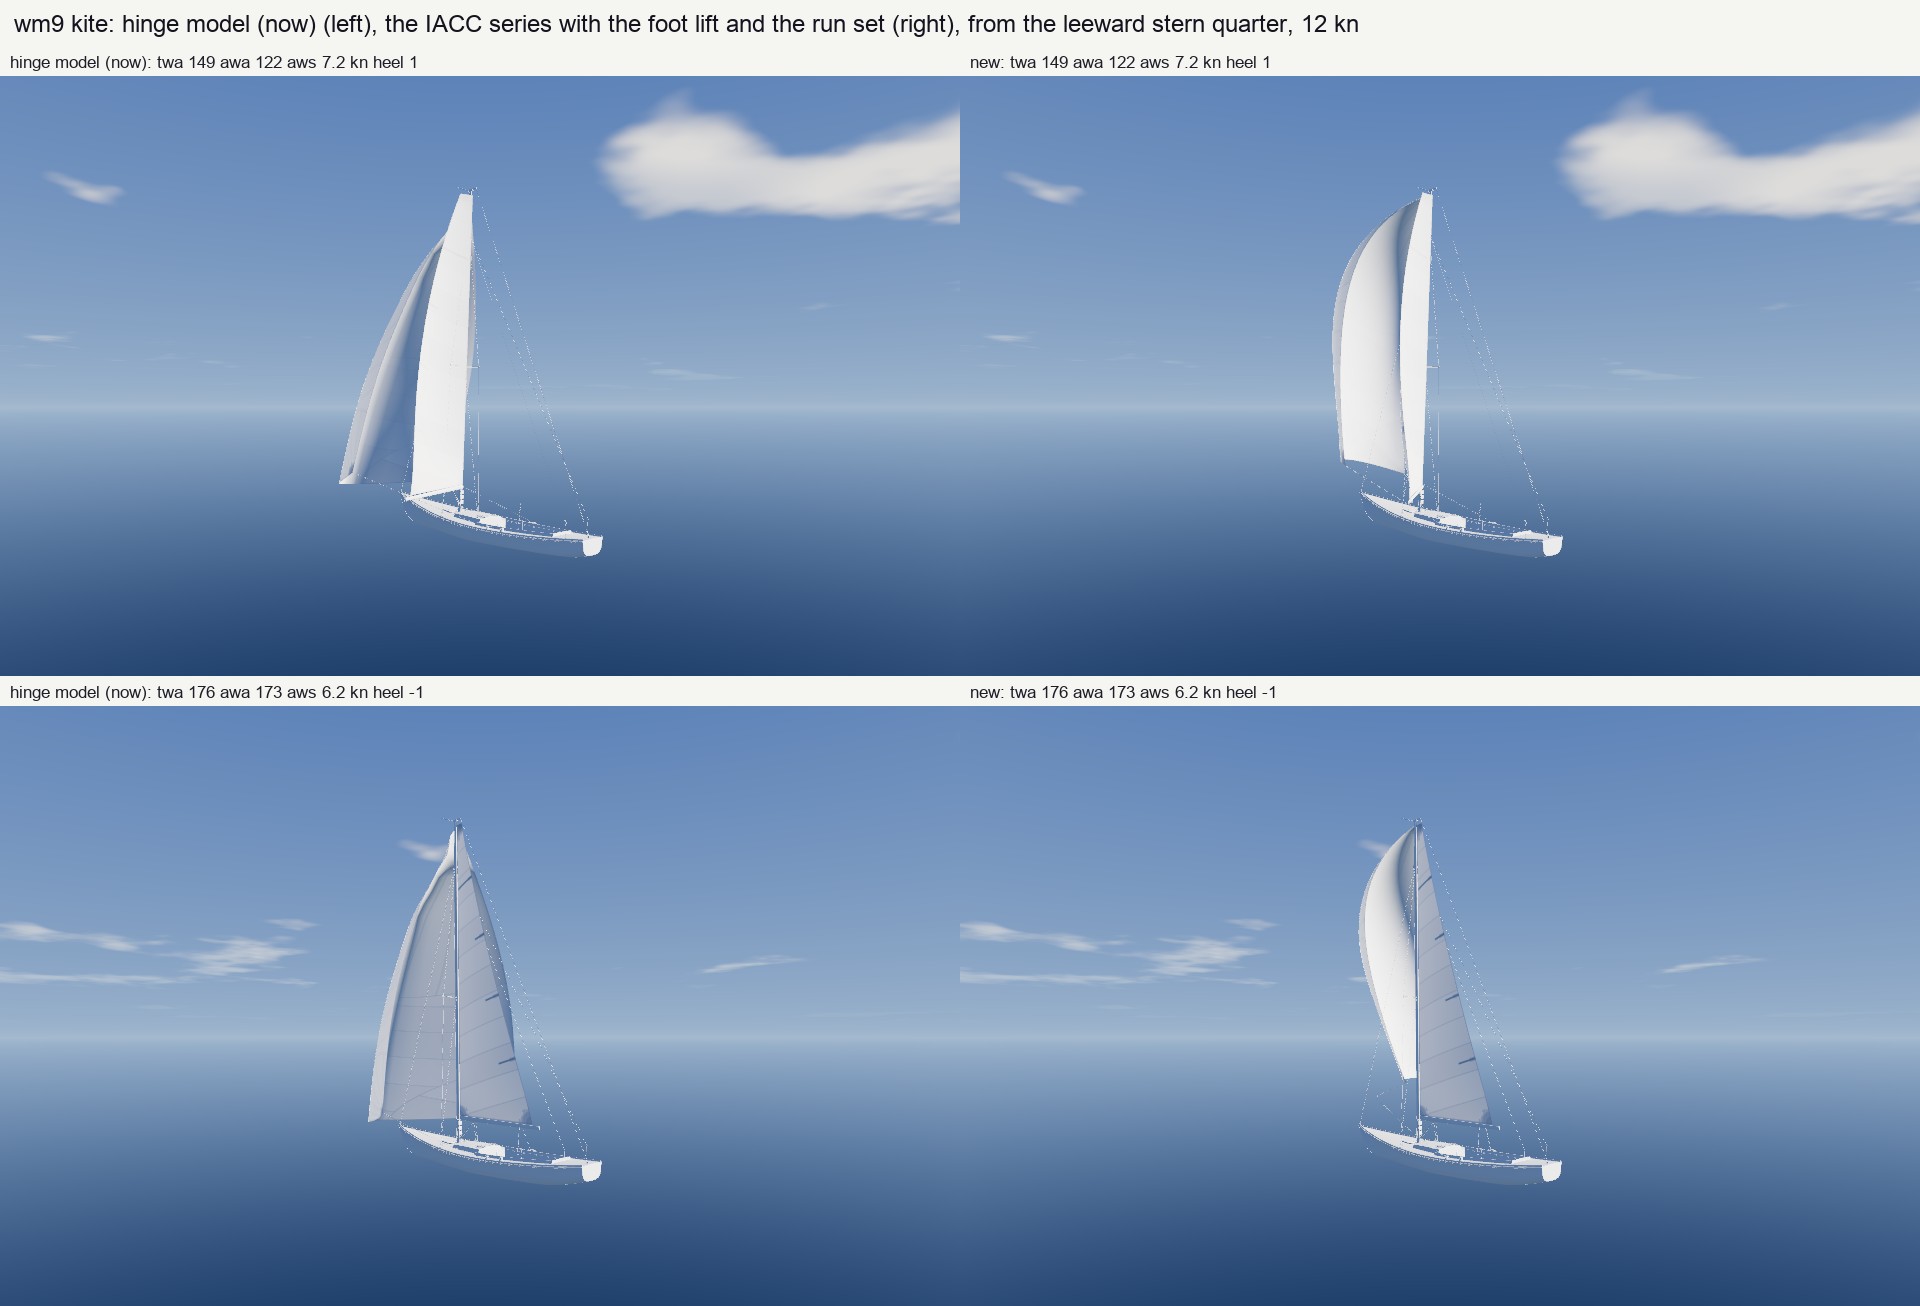 wm9 kite: hinge model (now) (left), the IACC series with the foot lift and the run set (right), from the leeward stern quarter, 12 kn
hinge model (now): twa 149 awa 122 aws 7.2 kn heel 1
new: twa 149 awa 122 aws 7.2 kn heel 1
hinge model (now): twa 176 awa 173 aws 6.2 kn heel -1
new: twa 176 awa 173 aws 6.2 kn heel -1